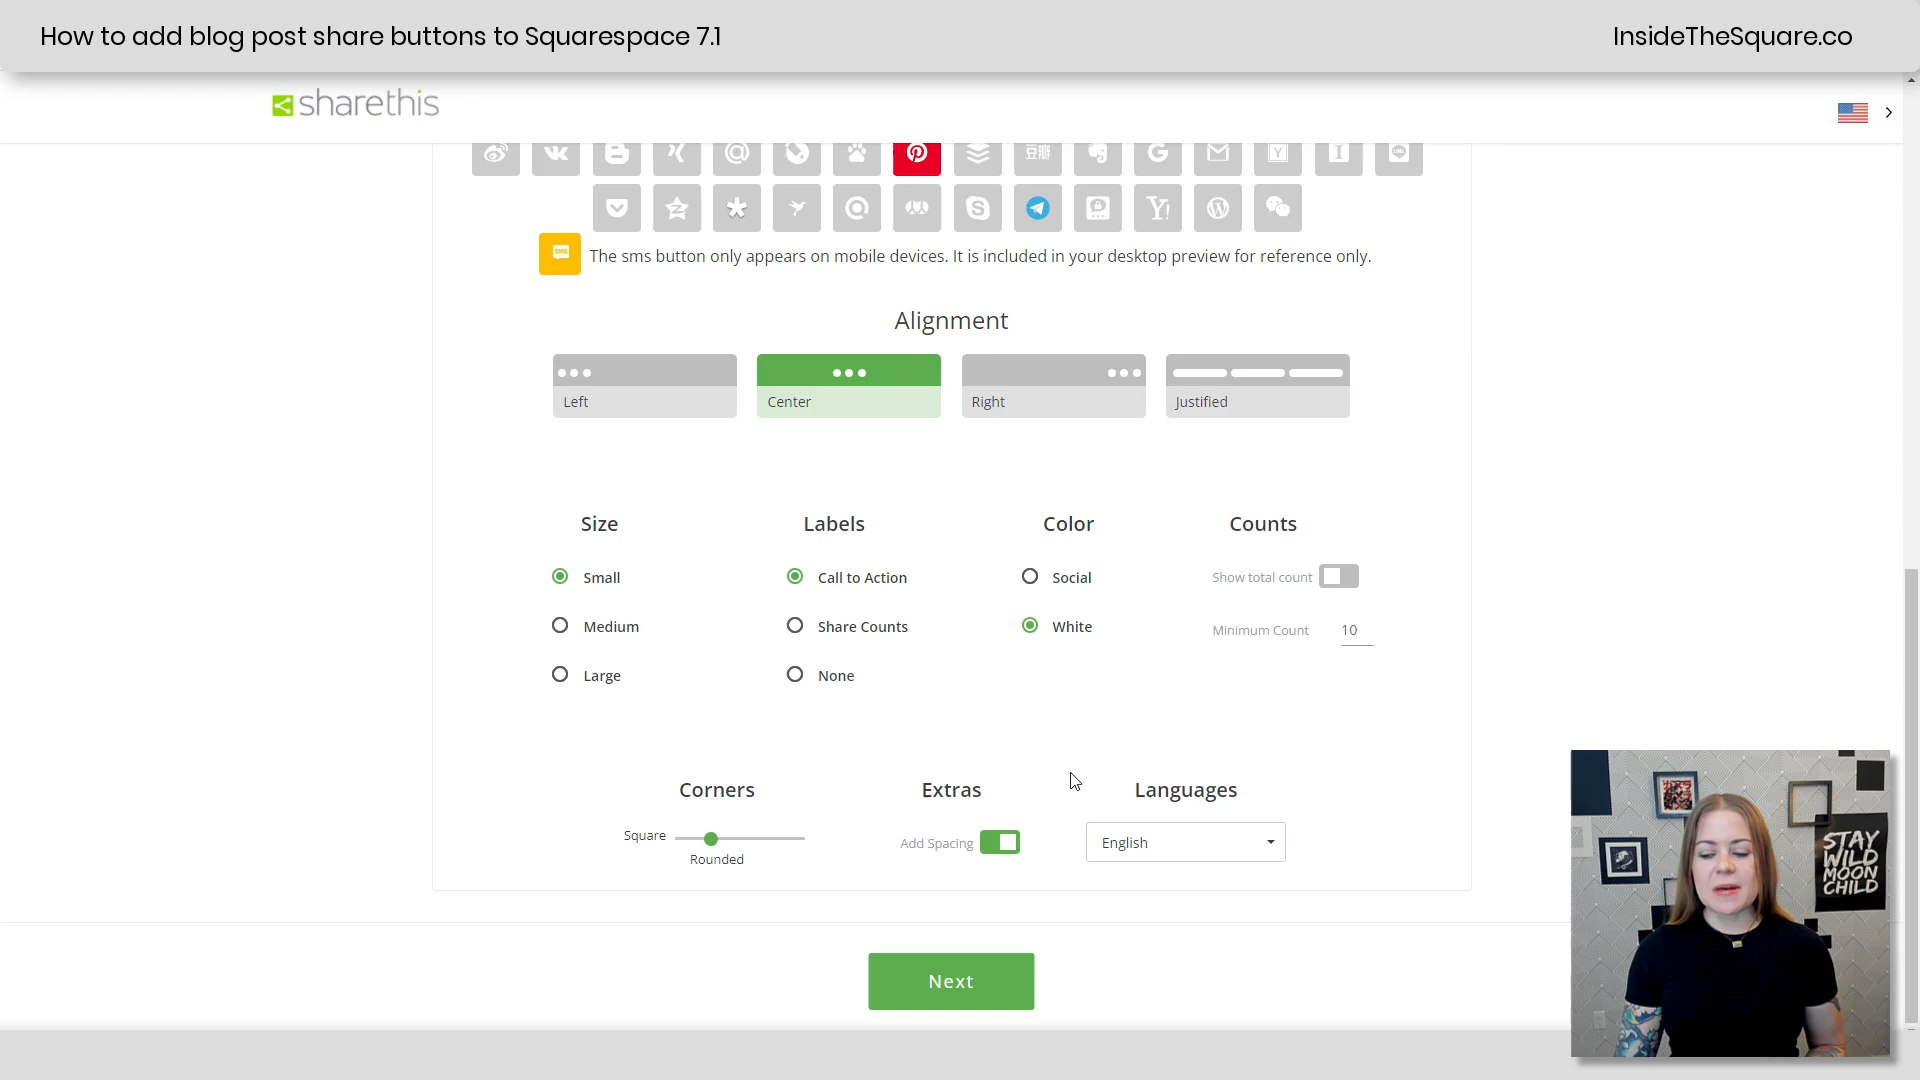 How to add blog post share buttons to Squarespace 7.1
InsideTheSquare.co
sharethis
豆瓣
SMS
The sms button only appears on mobile devices. It is included in your desktop preview for reference only.
Alignment
Left
Center
Right
Justified
Size
Labels
Color
Counts
Small
Call to Action
Social
Show total count
Medium
Share Counts
White
Minimum Count
10
Large
None
Corners
Extras
Languages
Square
Rounded
Add Spacing
English
Next
STAY
WILD
MOON
CHILD